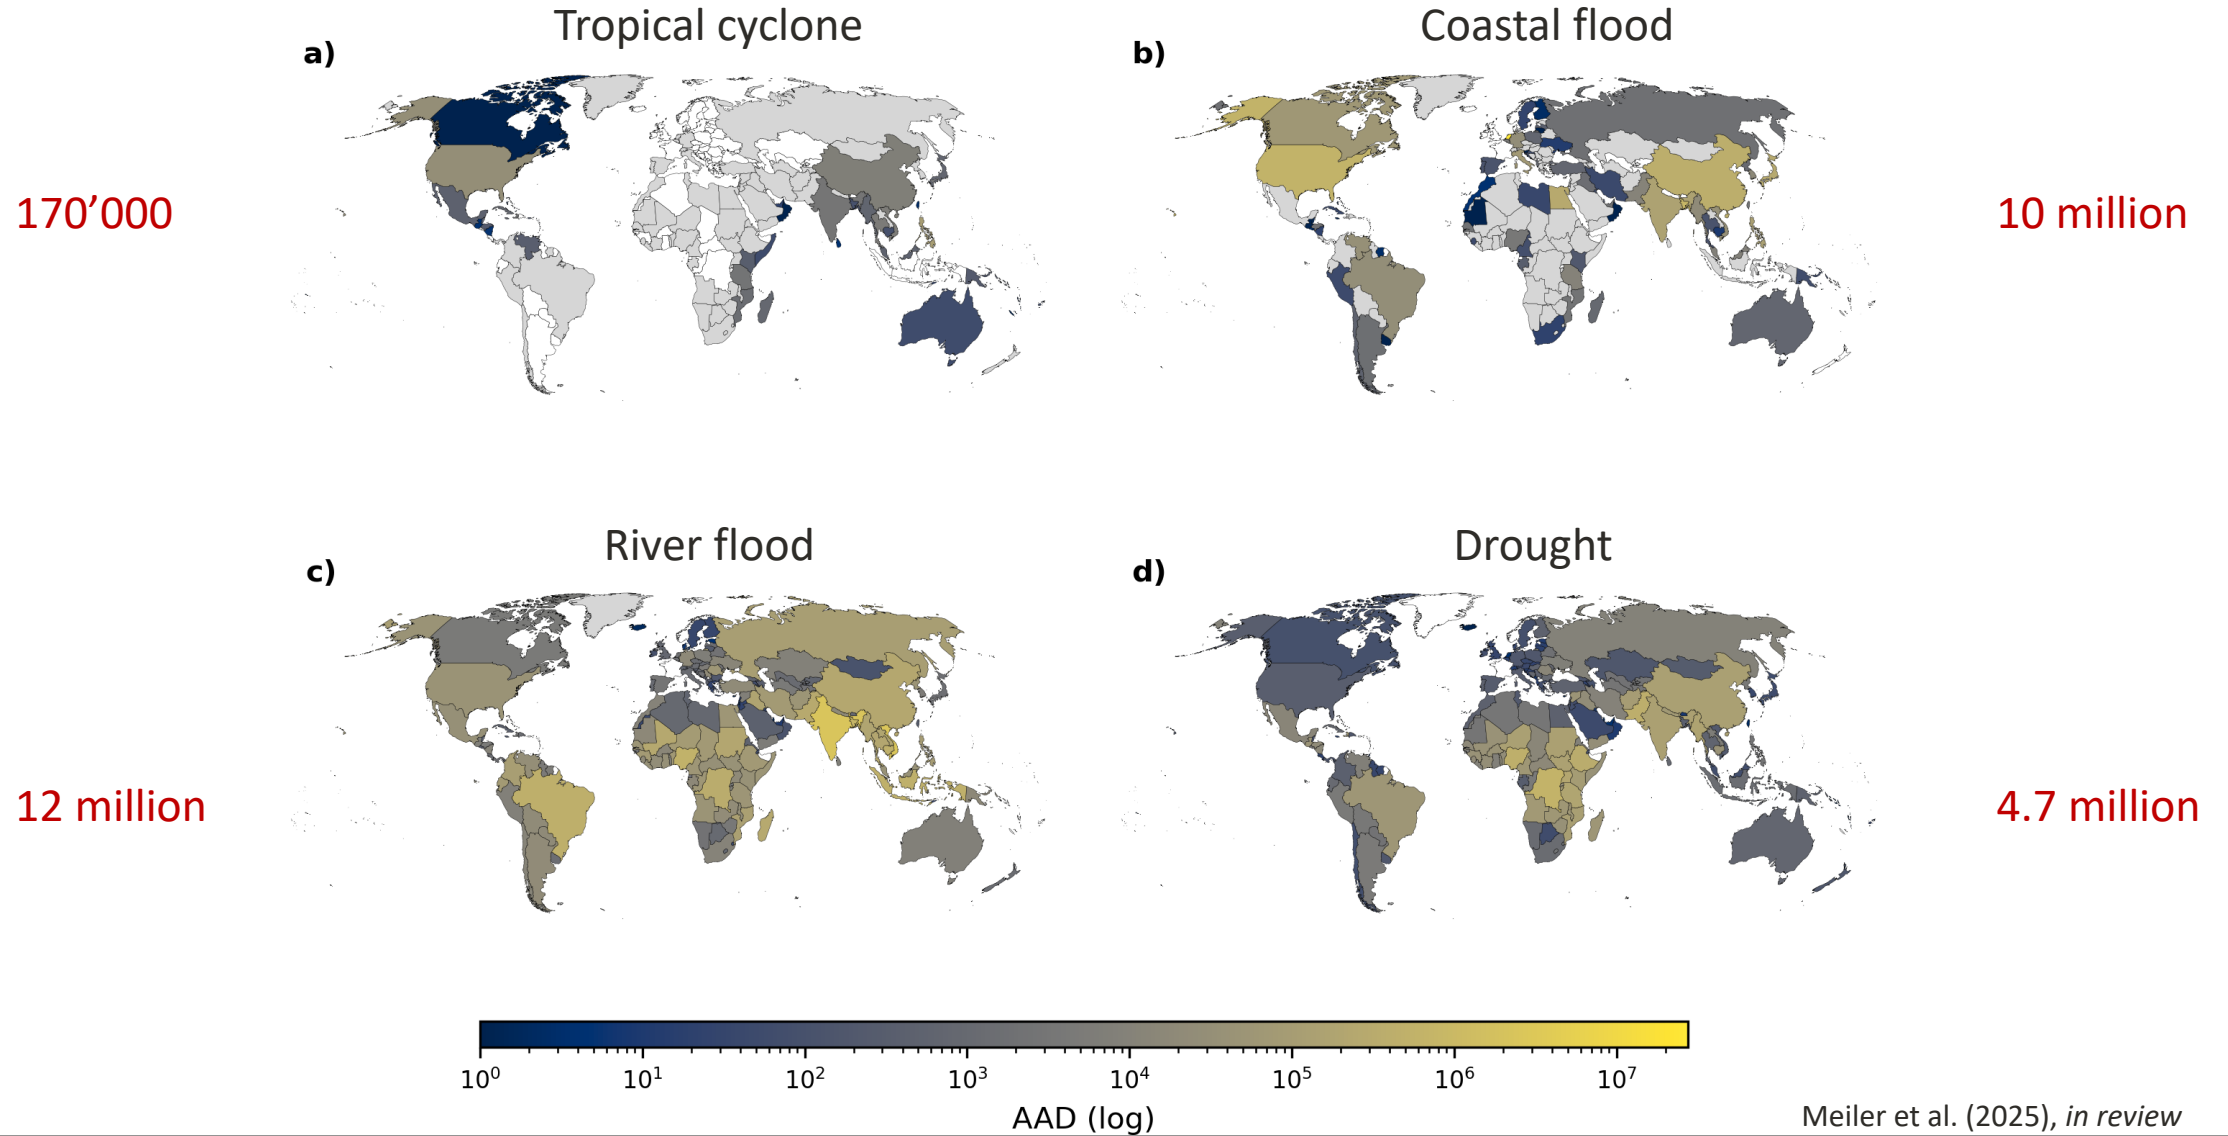 Tropical cyclone
a)
Coastal flood
b)
170’000
10 million
River flood
c)
Drought
d)
12 million
4.7 million
10⁰ 10¹ 10² 10³ 10⁴ 10⁵ 10⁶ 10⁷
AAD (log)
Meiler et al. (2025), in review